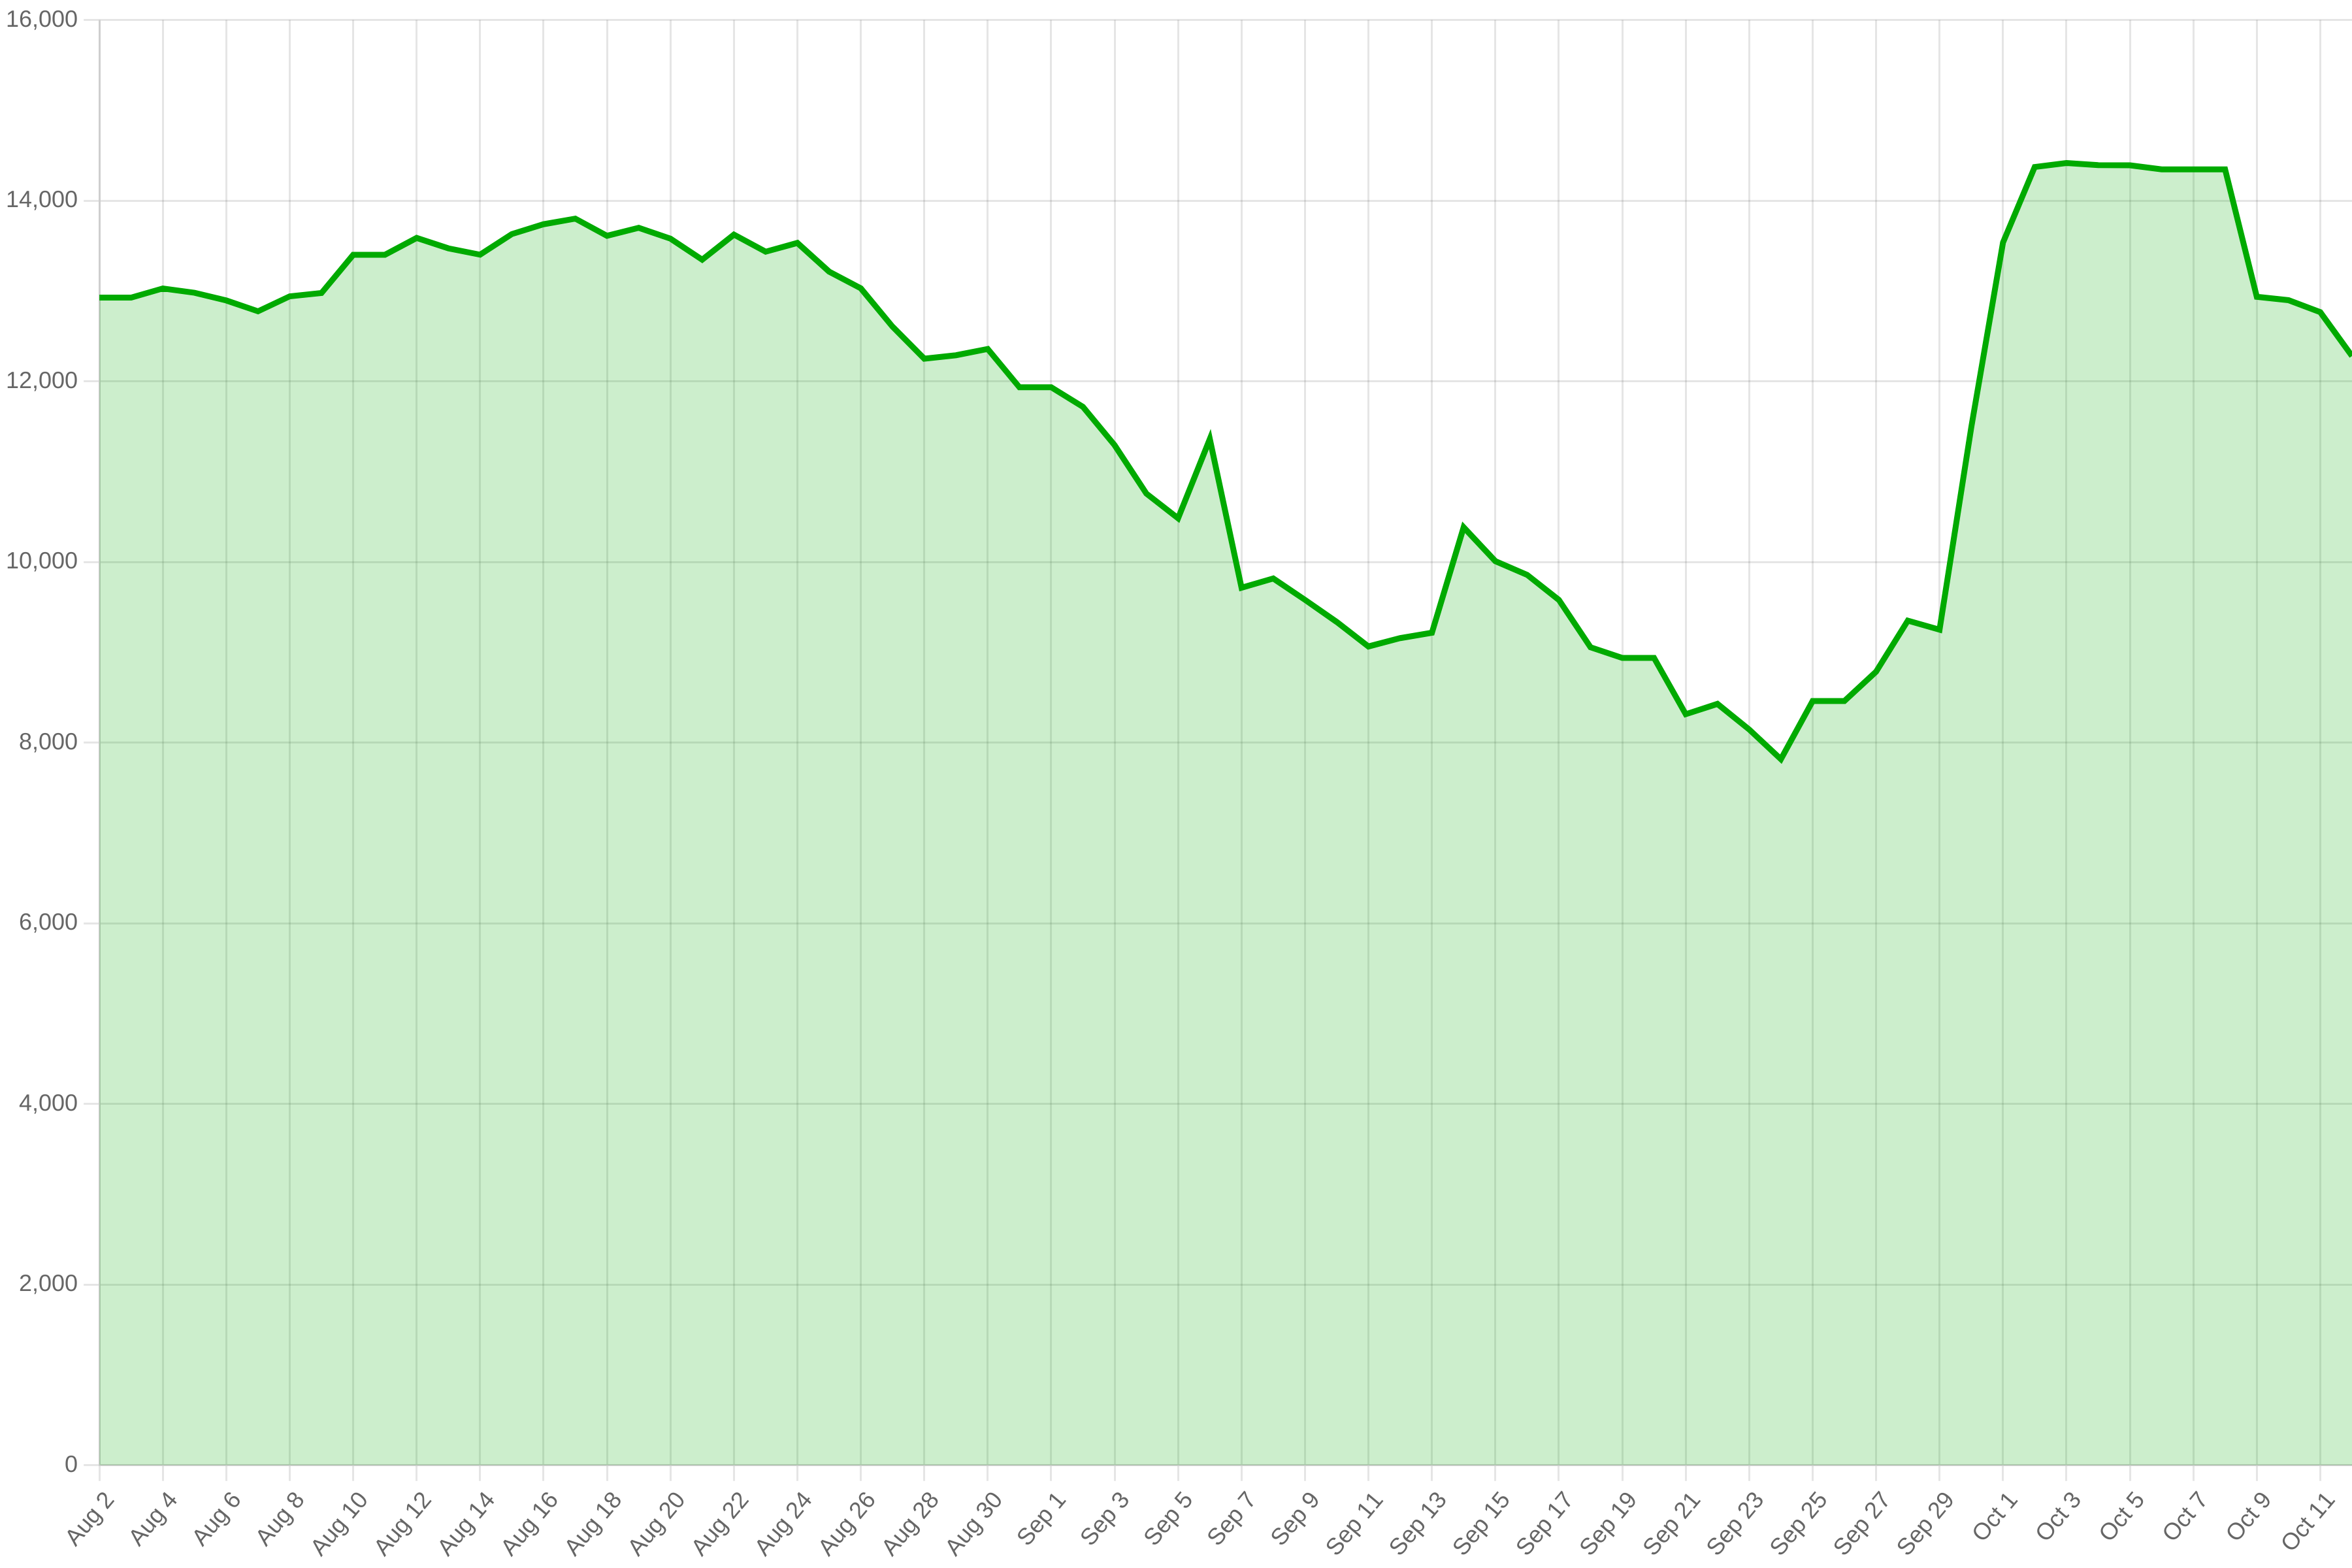 16,000
14,000
12,000
10,000
8,000
6,000
4,000
2,000
0
Aug 2
Aug 4
Aug 6
Aug 8
Aug 10
Aug 12
Aug 14
Aug 16
Aug 18
Aug 20
Aug 22
Aug 24
Aug 26
Aug 28
Aug 30
Sep 1
Sep 3
Sep 5
Sep 7
Sep 9
Sep 11
Sep 13
Sep 15
Sep 17
Sep 19
Sep 21
Sep 23
Sep 25
Sep 27
Sep 29
Oct 1
Oct 3
Oct 5
Oct 7
Oct 9
Oct 11